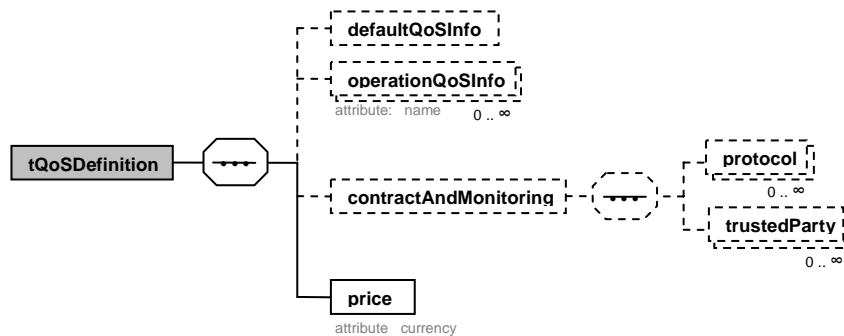 defaultQoSInfo
operationQoSInfo
attribute: name 0 .. ∞
tQoSDefinition
contractAndMonitoring
protocol
0 .. ∞
trustedParty
0 .. ∞
price
attribute currency